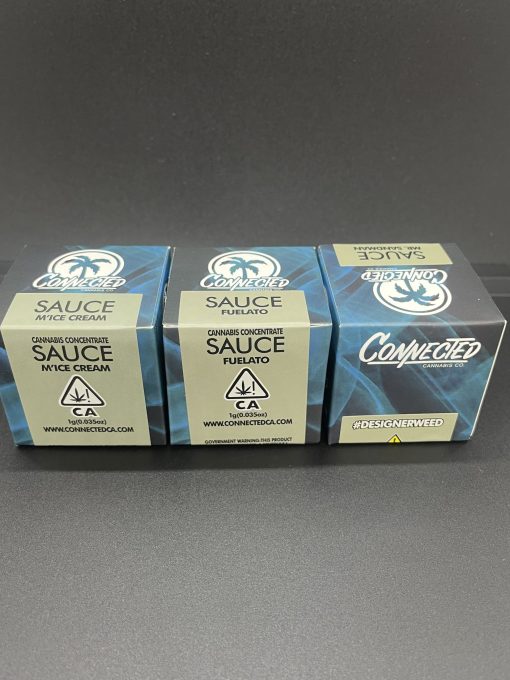 CONNECTED
SAUCE
M'ICE CREAM
CANNABIS CONCENTRATE
SAUCE
M'ICE CREAM
CA
1g(0.035oz)
WWW.CONNECTEDCA.COM
CONNECTED
SAUCE
FUELATO
CANNABIS CONCENTRATE
SAUCE
FUELATO
CA
1g(0.035oz)
WWW.CONNECTEDCA.COM
GOVERNMENT WARNING: THIS PRODUCT
SAUCE
MR. SANDMAN
CONNECTED
CONNECTED
CANNABIS CO.
#DESIGNERWEED